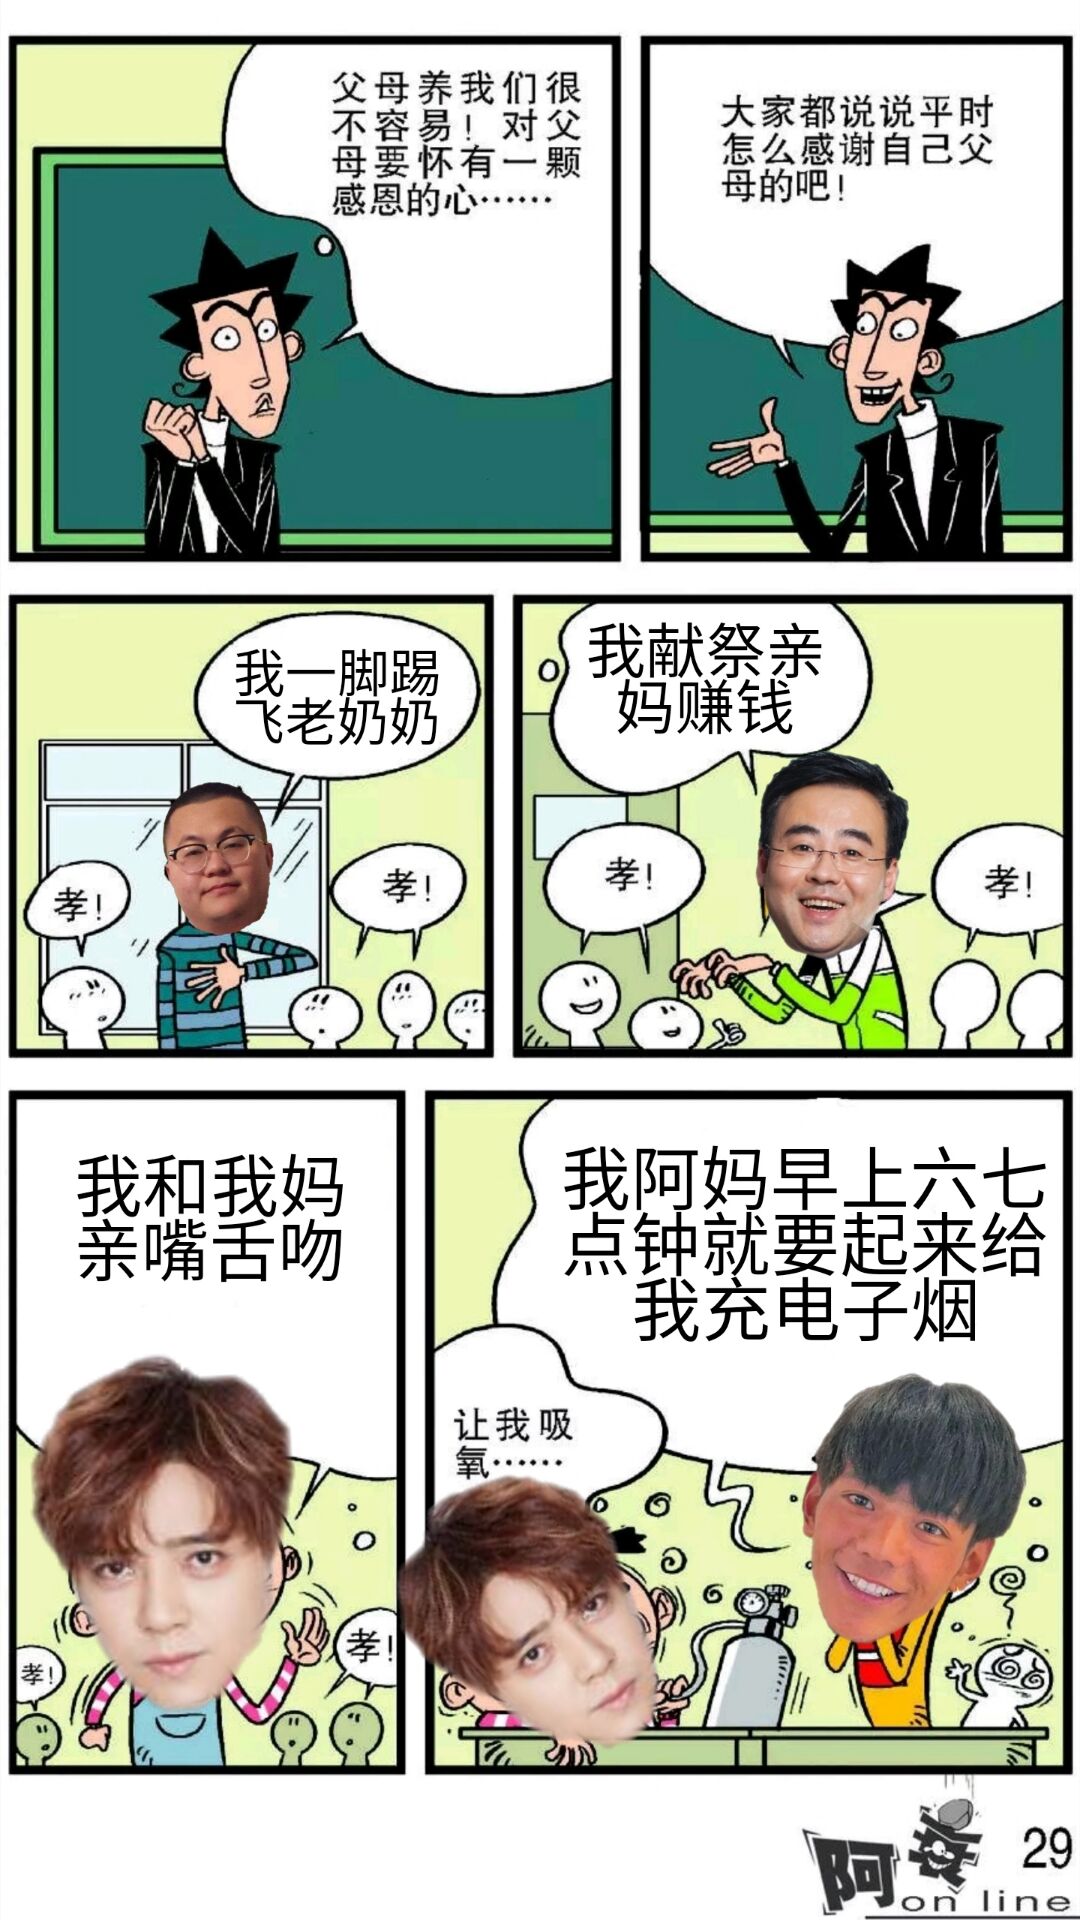 父母养我们很
不容易！对父
母要怀有一颗
感恩的心……
大家都说说平时
怎么感谢自己父
母的吧！
我一脚踢
飞老奶奶
孝！
孝！
我献祭亲
妈赚钱
孝！
孝！
我和我妈
亲嘴舌吻
孝！
孝！
我阿妈早上六七
点钟就要起来给
我充电子烟
让我吸
氧……
阿衰
on line
29